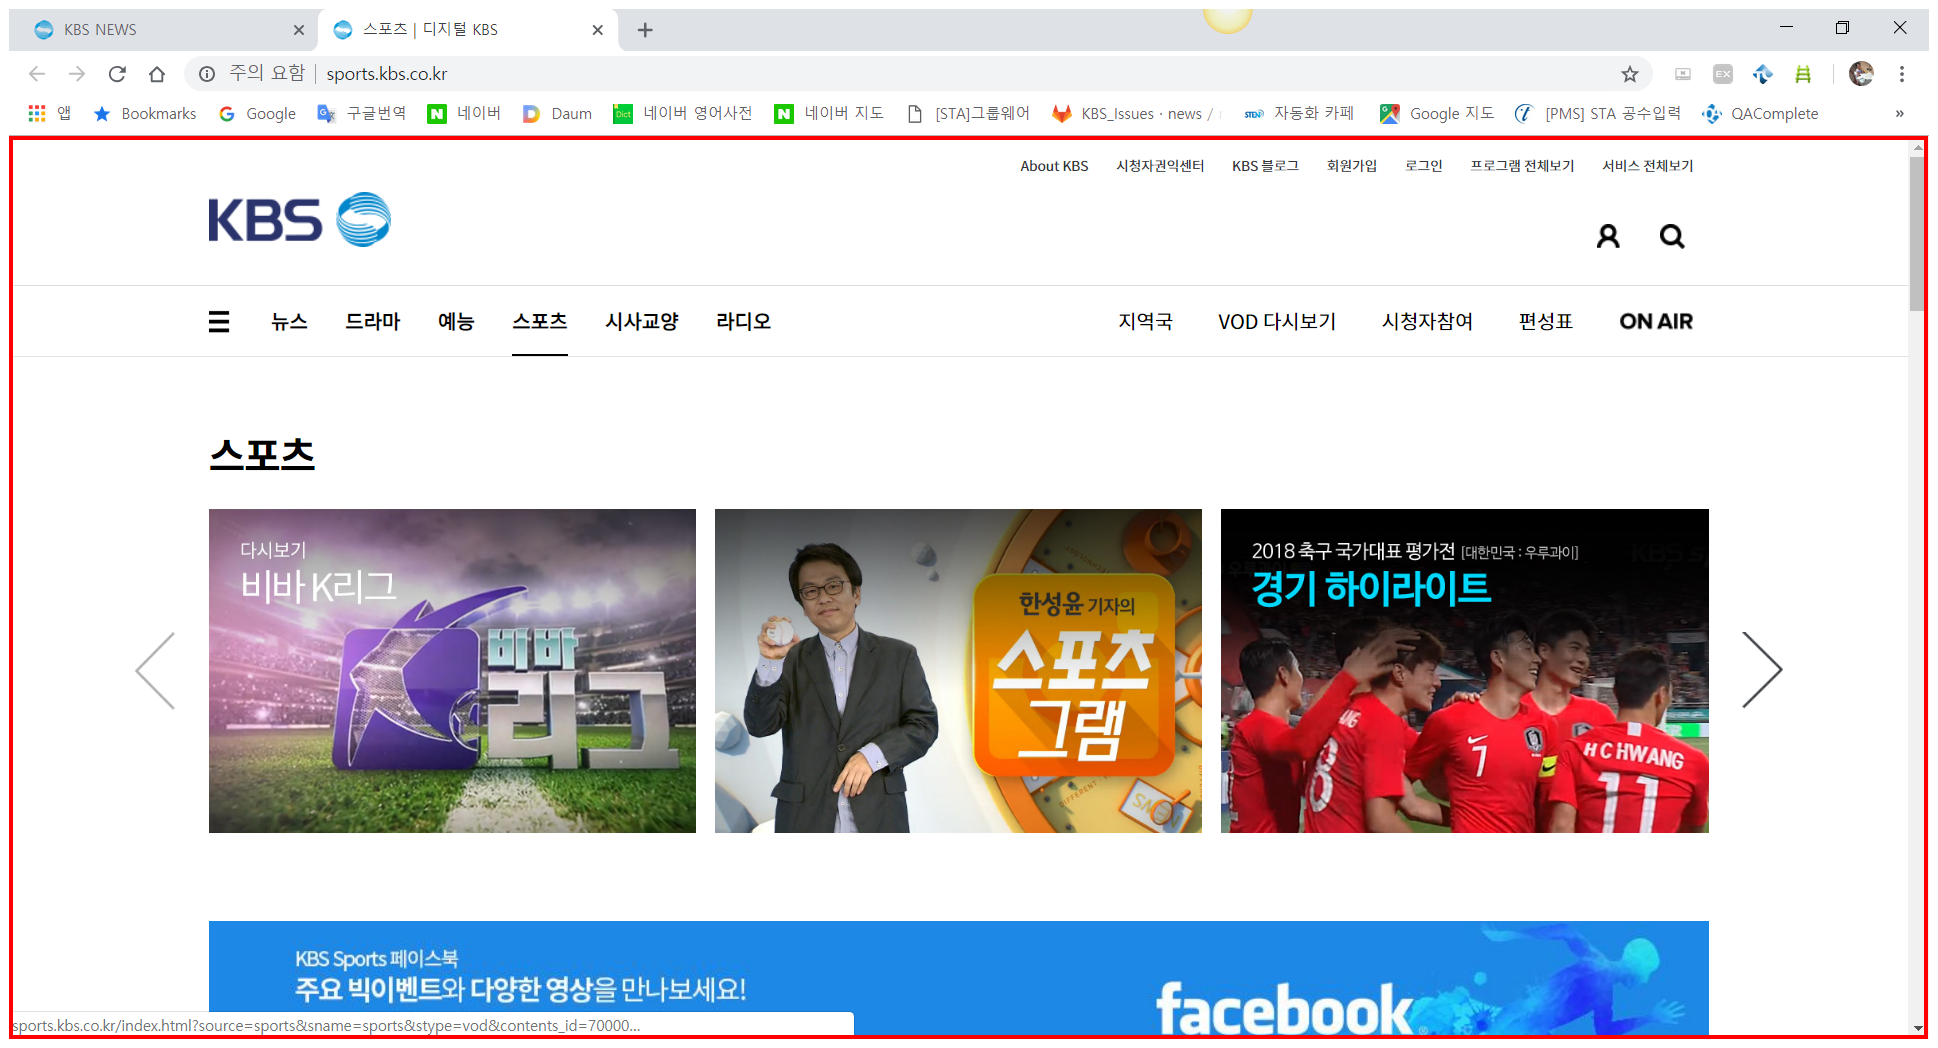 KBS NEWS
스포츠 | 디지털 KBS
주의 요함 sports.kbs.co.kr
앱 Bookmarks Google 구글번역 네이버 Daum 네이버 영어사전 네이버 지도 [STA]그룹웨어 KBS_Issues · news / 자동화 카페 Google 지도 [PMS] STA 공수입력 QAComplete »
About KBS 시청자권익센터 KBS 블로그 회원가입 로그인 프로그램 전체보기 서비스 전체보기
KBS
뉴스 드라마 예능 스포츠 시사교양 라디오 지역국 VOD 다시보기 시청자참여 편성표 ON AIR
스포츠
다시보기
비바 K리그
비바
리그
한성윤 기자의
스포츠
그램
2018 축구 국가대표 평가전 [대한민국 : 우루과이]
경기 하이라이트
7
H C HWANG
11
KBS Sports 페이스북
주요 빅이벤트와 다양한 영상을 만나보세요!
facebook
sports.kbs.co.kr/index.html?source=sports&sname=sports&stype=vod&contents_id=70000...